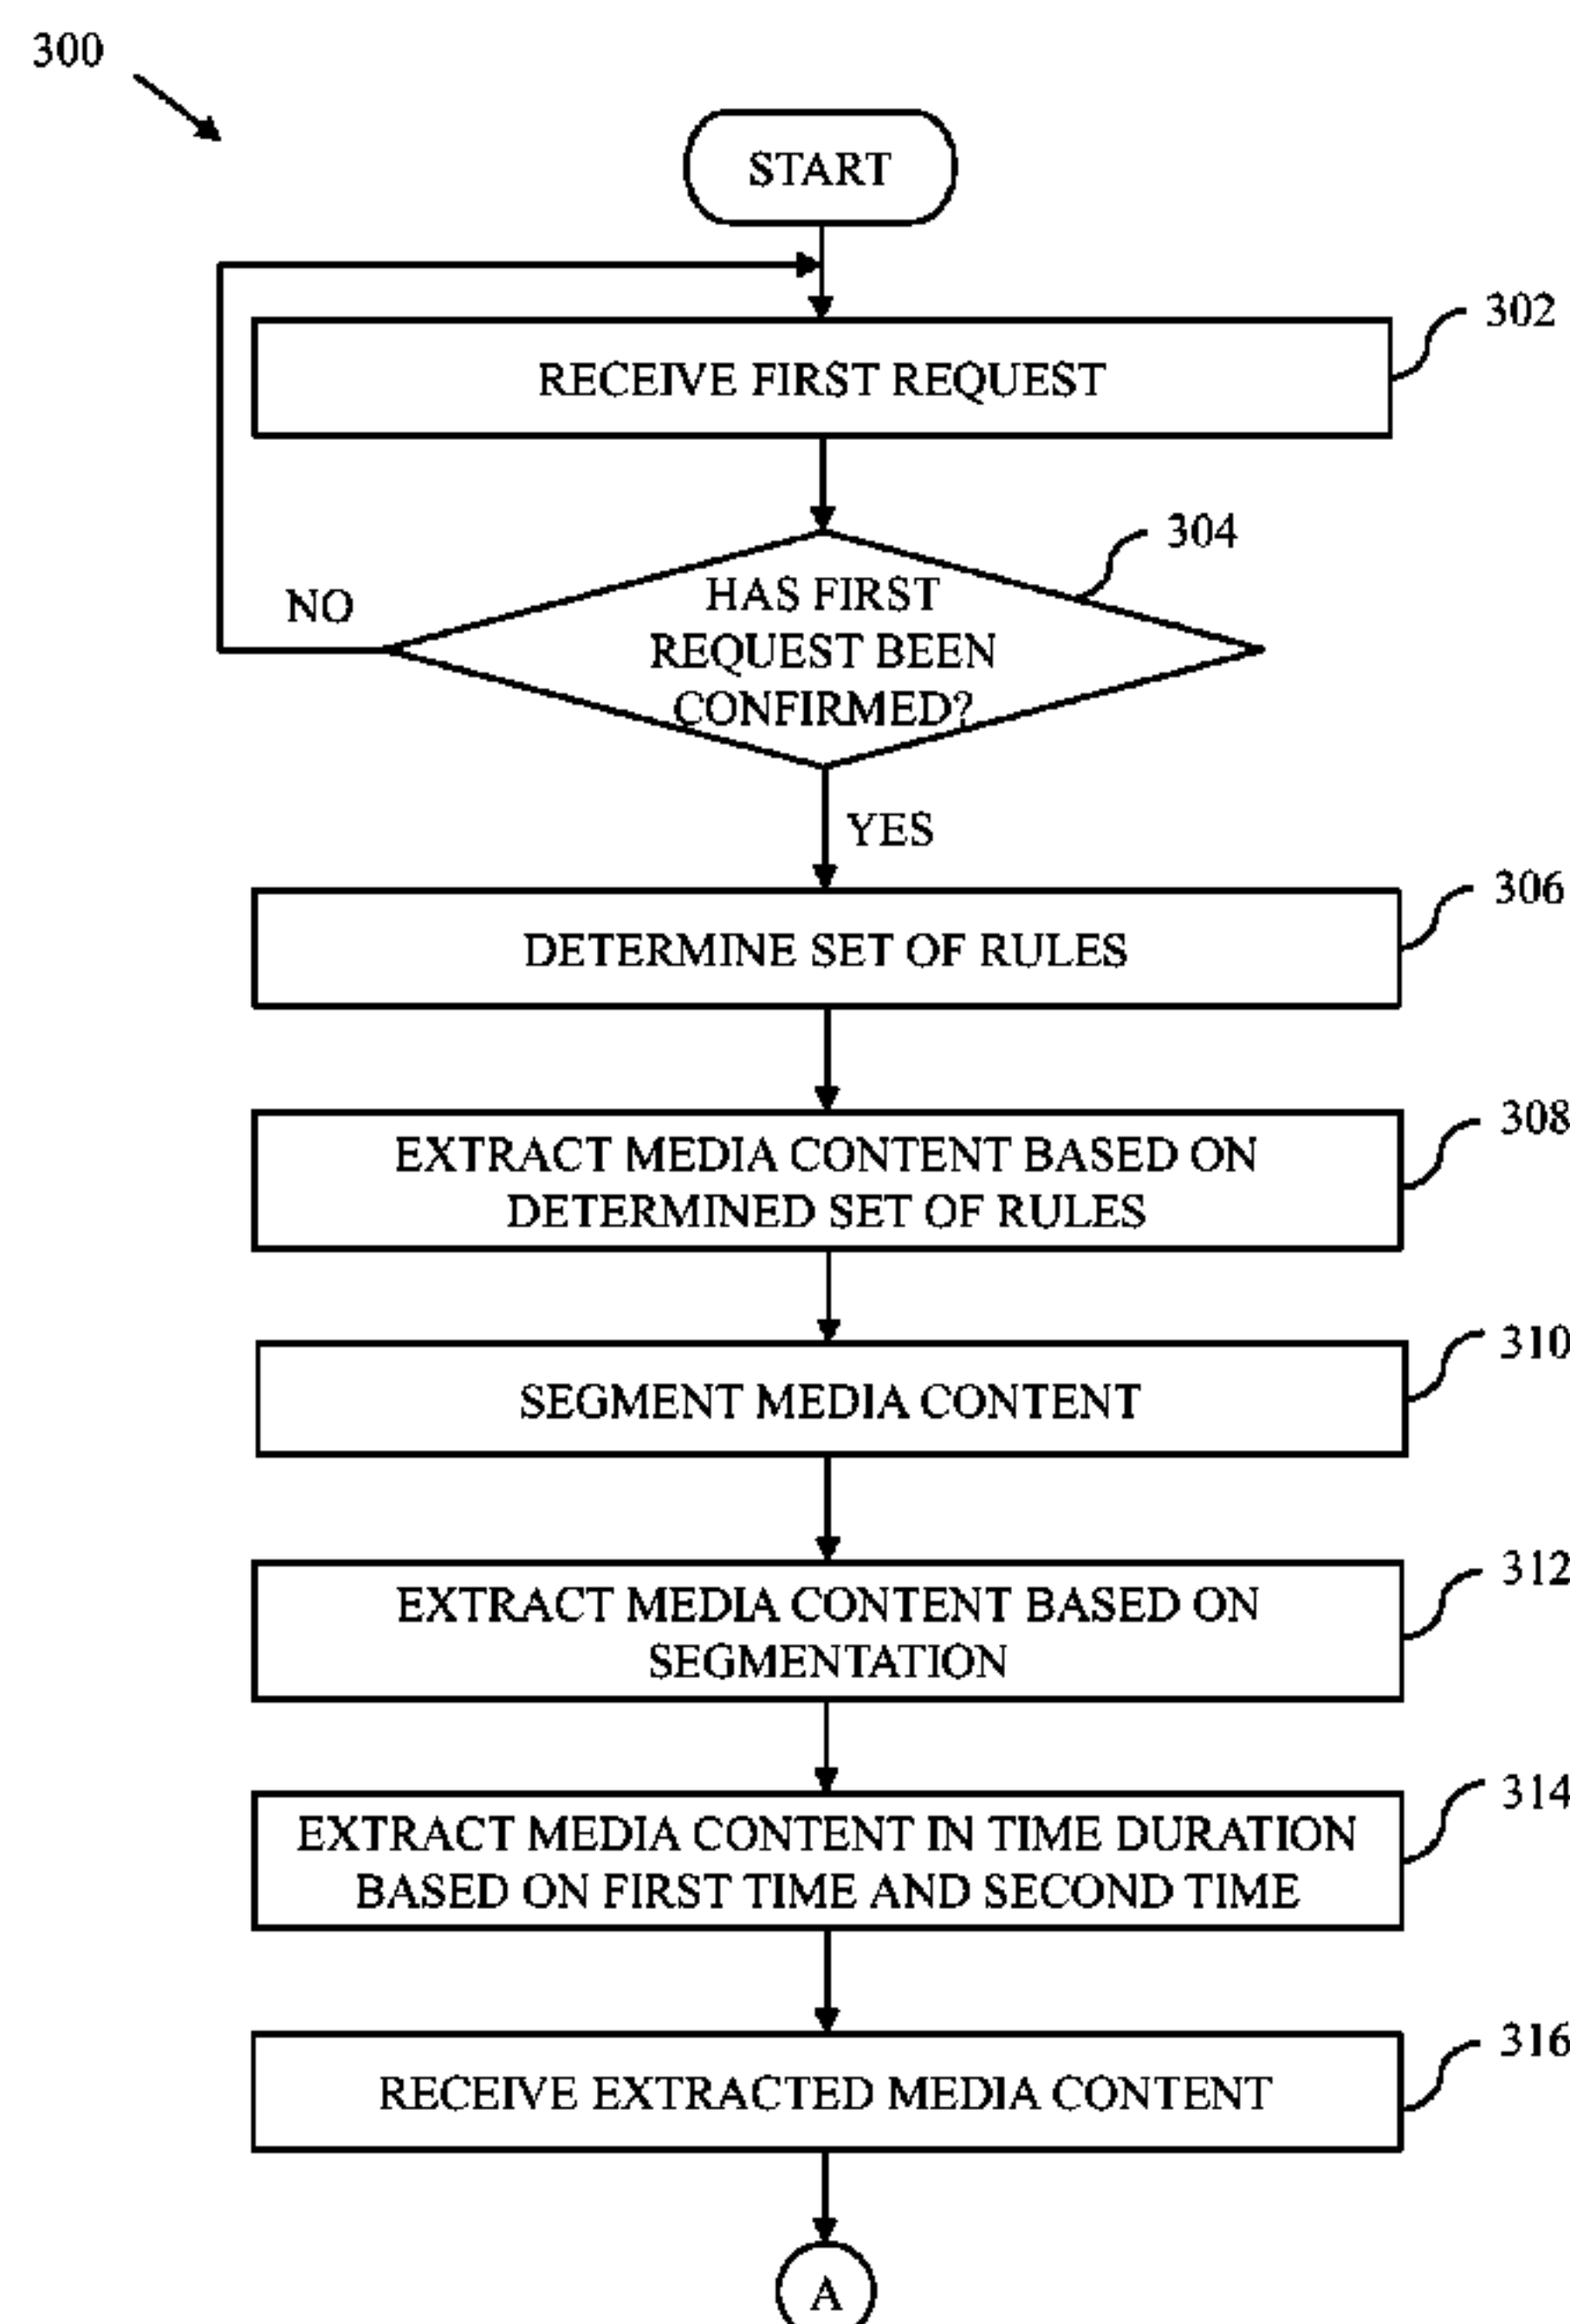 300
START
302
RECEIVE FIRST REQUEST
304
HAS FIRST
REQUEST BEEN
CONFIRMED?
NO
YES
306
DETERMINE SET OF RULES
308
EXTRACT MEDIA CONTENT BASED ON
DETERMINED SET OF RULES
310
SEGMENT MEDIA CONTENT
312
EXTRACT MEDIA CONTENT BASED ON
SEGMENTATION
314
EXTRACT MEDIA CONTENT IN TIME DURATION
BASED ON FIRST TIME AND SECOND TIME
316
RECEIVE EXTRACTED MEDIA CONTENT
A